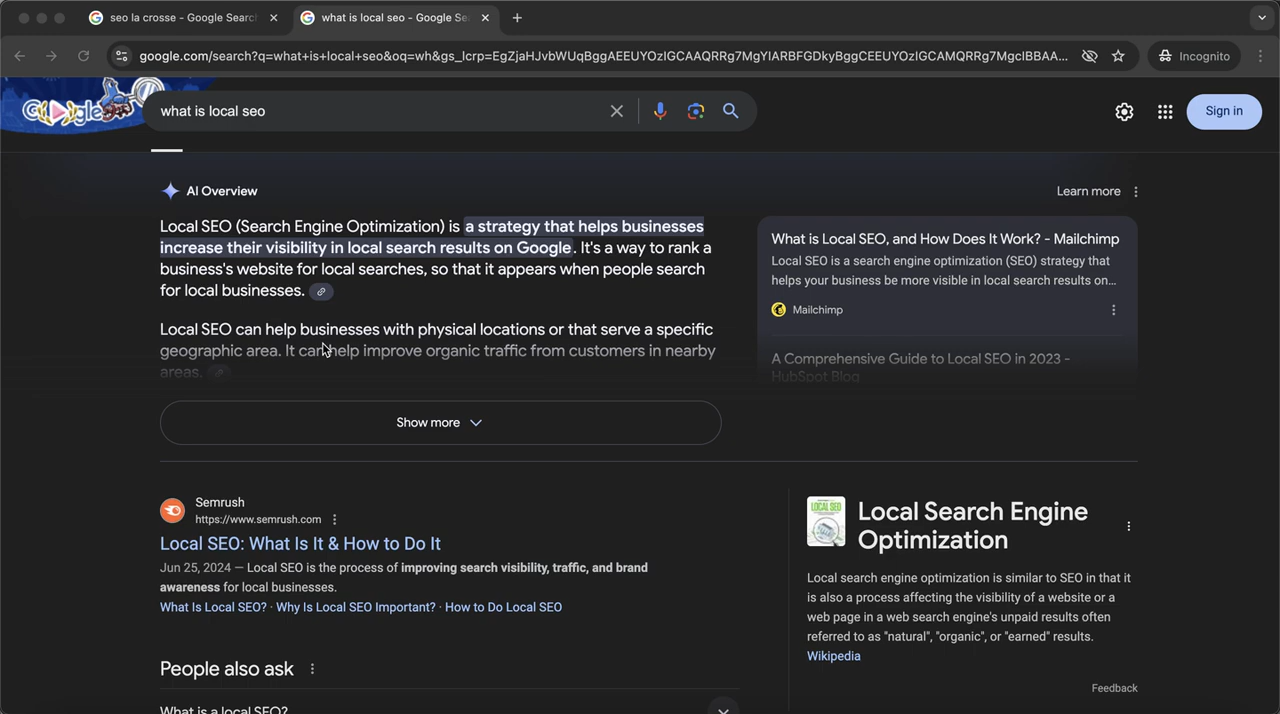 seo la crosse - Google Searc
what is local seo - Google Se
google.com/search?q=what+is+local+seo&oq=wh&gs_lcrp=EgZjaHJvbWUqBggAEEUYOzIGCAAQRRg7MgYIARBFGDkyBggCEEUYOzIGCAMQRRg7MgcIBBAA...
Incognito
Google
what is local seo
Sign in
AI Overview
Learn more
Local SEO (Search Engine Optimization) is a strategy that helps businesses
increase their visibility in local search results on Google. It's a way to rank a
business's website for local searches, so that it appears when people search
for local businesses.
Local SEO can help businesses with physical locations or that serve a specific
geographic area. It can help improve organic traffic from customers in nearby
areas.
What is Local SEO, and How Does It Work? - Mailchimp
Local SEO is a search engine optimization (SEO) strategy that
helps your business be more visible in local search results on...
Mailchimp
A Comprehensive Guide to Local SEO in 2023 -
HubSpot Blog
Show more
Semrush
https://www.semrush.com
Local SEO: What Is It & How to Do It
Jun 25, 2024 — Local SEO is the process of improving search visibility, traffic, and brand
awareness for local businesses.
What Is Local SEO? · Why Is Local SEO Important? · How to Do Local SEO
People also ask
What is a local SEO?
LOCAL SEO
Local Search Engine
Optimization
Local search engine optimization is similar to SEO in that it
is also a process affecting the visibility of a website or a
web page in a web search engine's unpaid results often
referred to as "natural", "organic", or "earned" results.
Wikipedia
Feedback